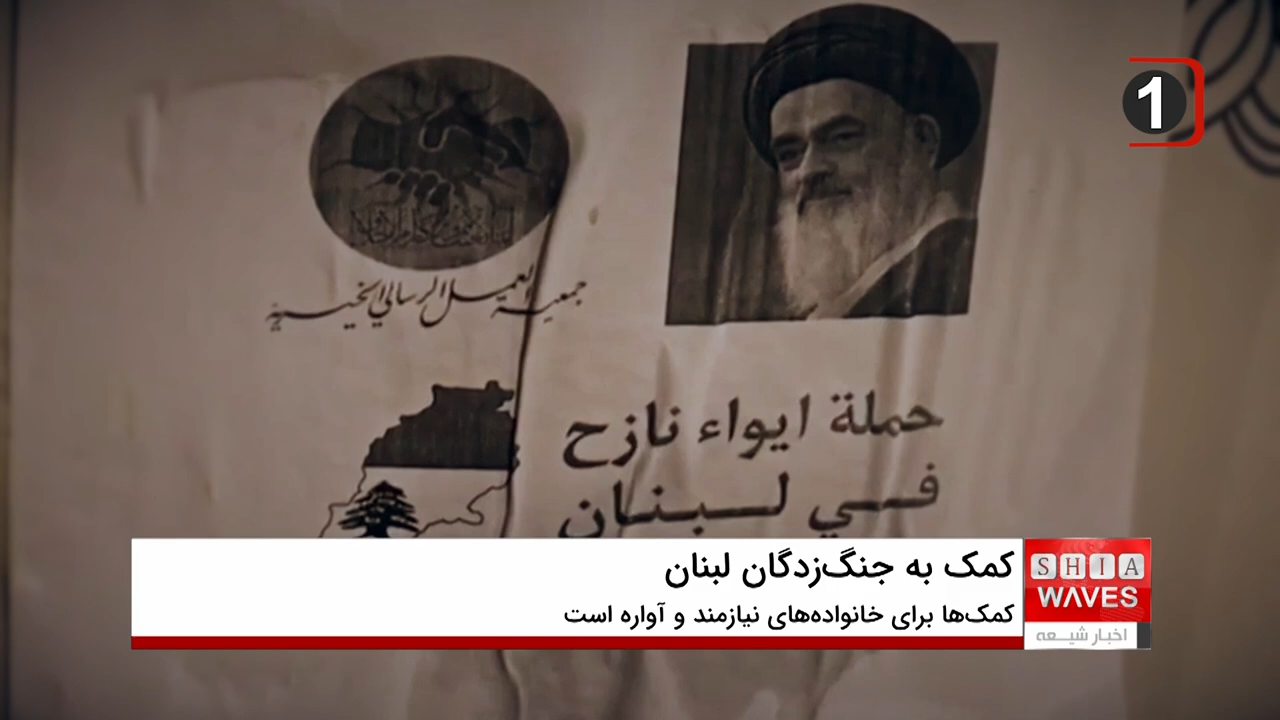 1
جمعية العمل الرسالي الخيرية
حملة ايواء نازح
في لبنان
کمک به جنگ‌زدگان لبنان
کمک‌ها برای خانواده‌های نیازمند و آواره است
SHIA
WAVES
اخبار شیعه